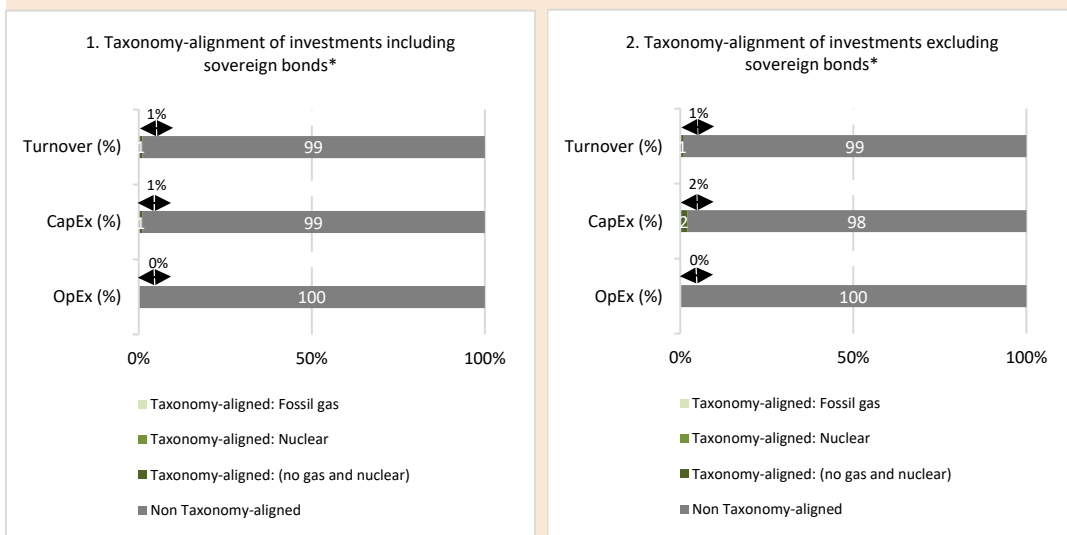 1. Taxonomy-alignment of investments including
sovereign bonds*
1%
Turnover (%)
1
99
1%
CapEx (%)
1
99
0%
OpEx (%)
100
0%
50%
100%
Taxonomy-aligned: Fossil gas
Taxonomy-aligned: Nuclear
Taxonomy-aligned: (no gas and nuclear)
Non Taxonomy-aligned
2. Taxonomy-alignment of investments excluding
sovereign bonds*
1%
Turnover (%)
1
99
2%
CapEx (%)
2
98
0%
OpEx (%)
100
0%
50%
100%
Taxonomy-aligned: Fossil gas
Taxonomy-aligned: Nuclear
Taxonomy-aligned: (no gas and nuclear)
Non Taxonomy-aligned